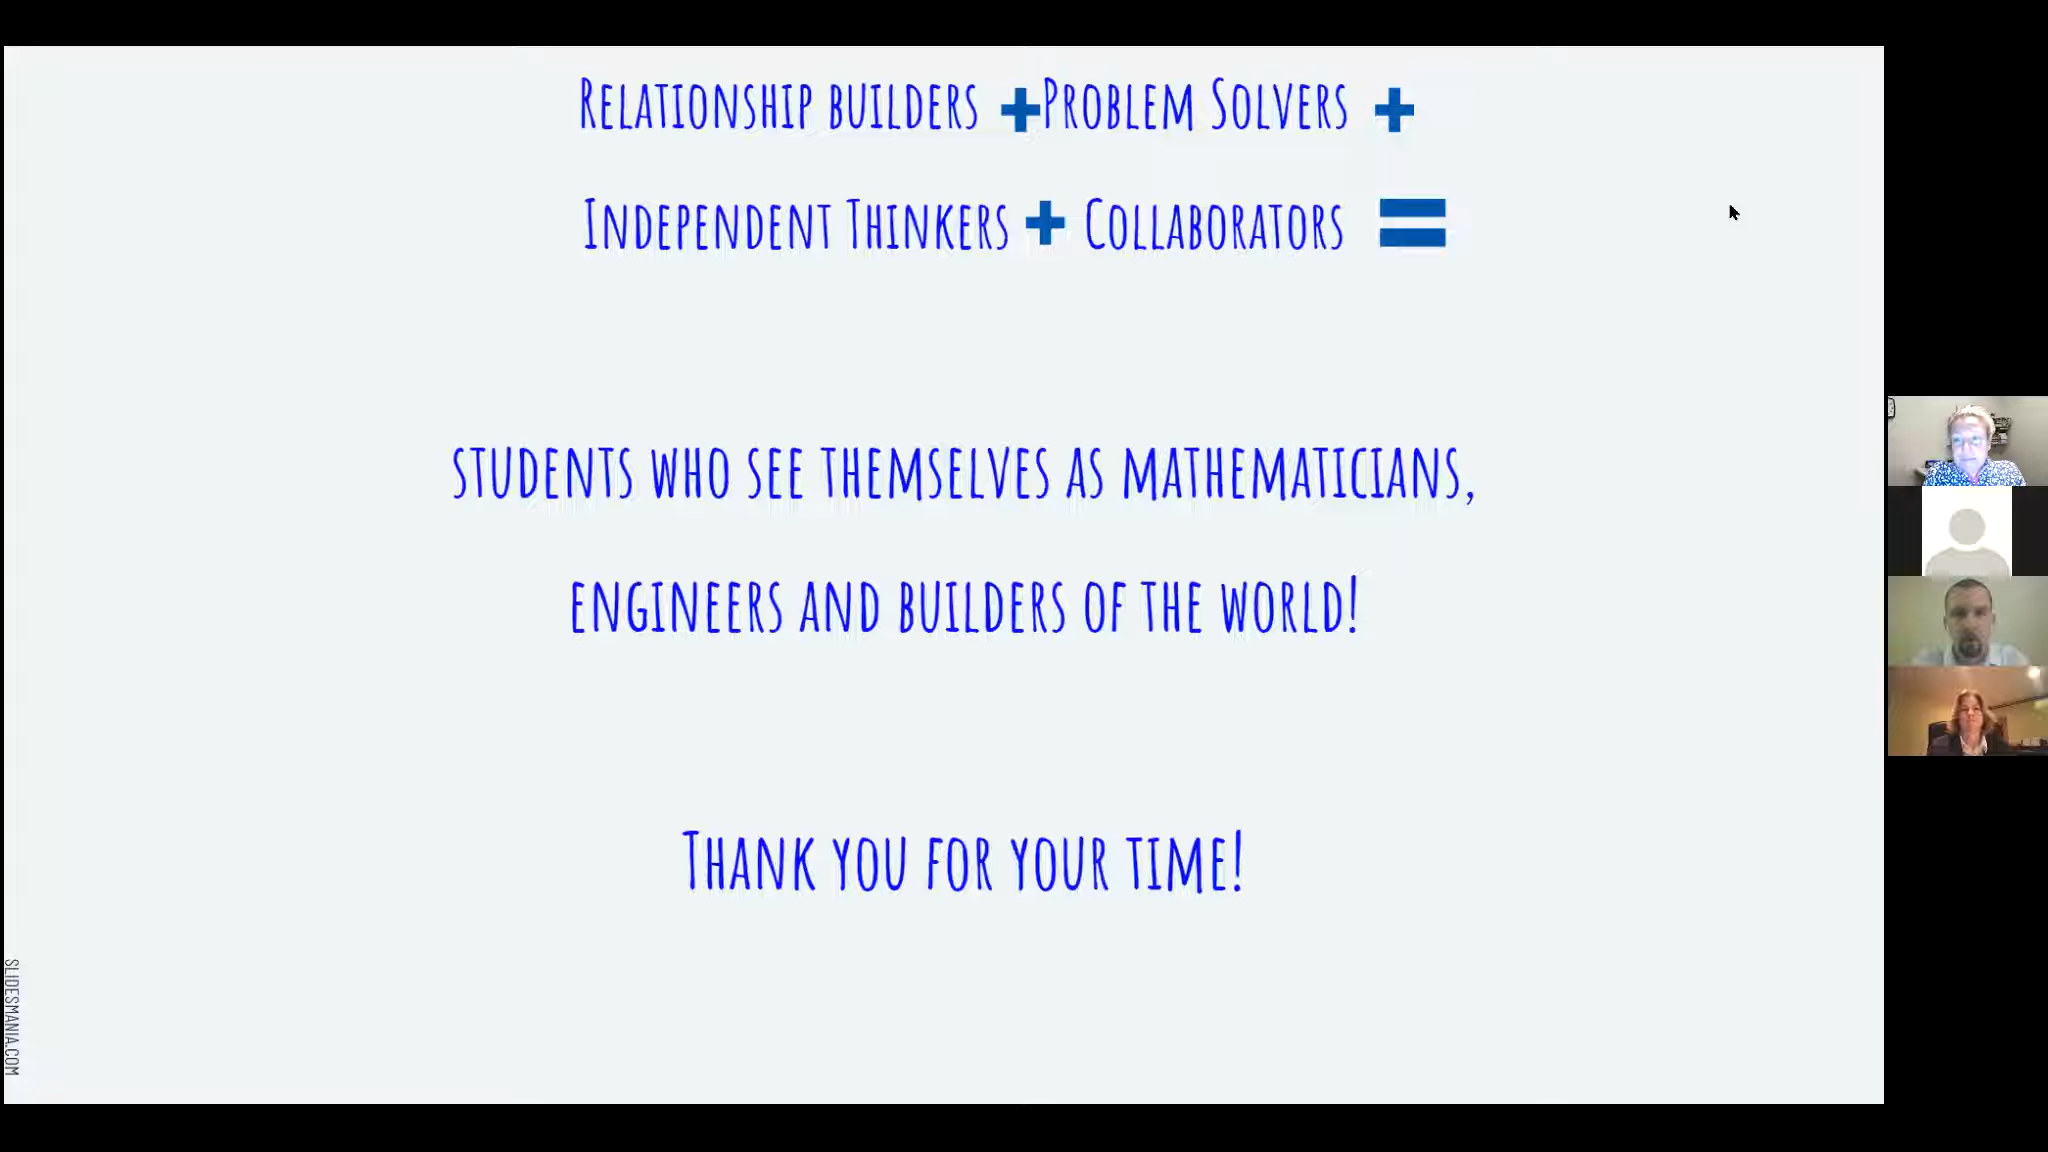 Relationship builders +Problem Solvers +
Independent Thinkers + Collaborators =
students who see themselves as mathematicians,
engineers and builders of the world!
Thank you for your time!
SLIDESMANIA.COM